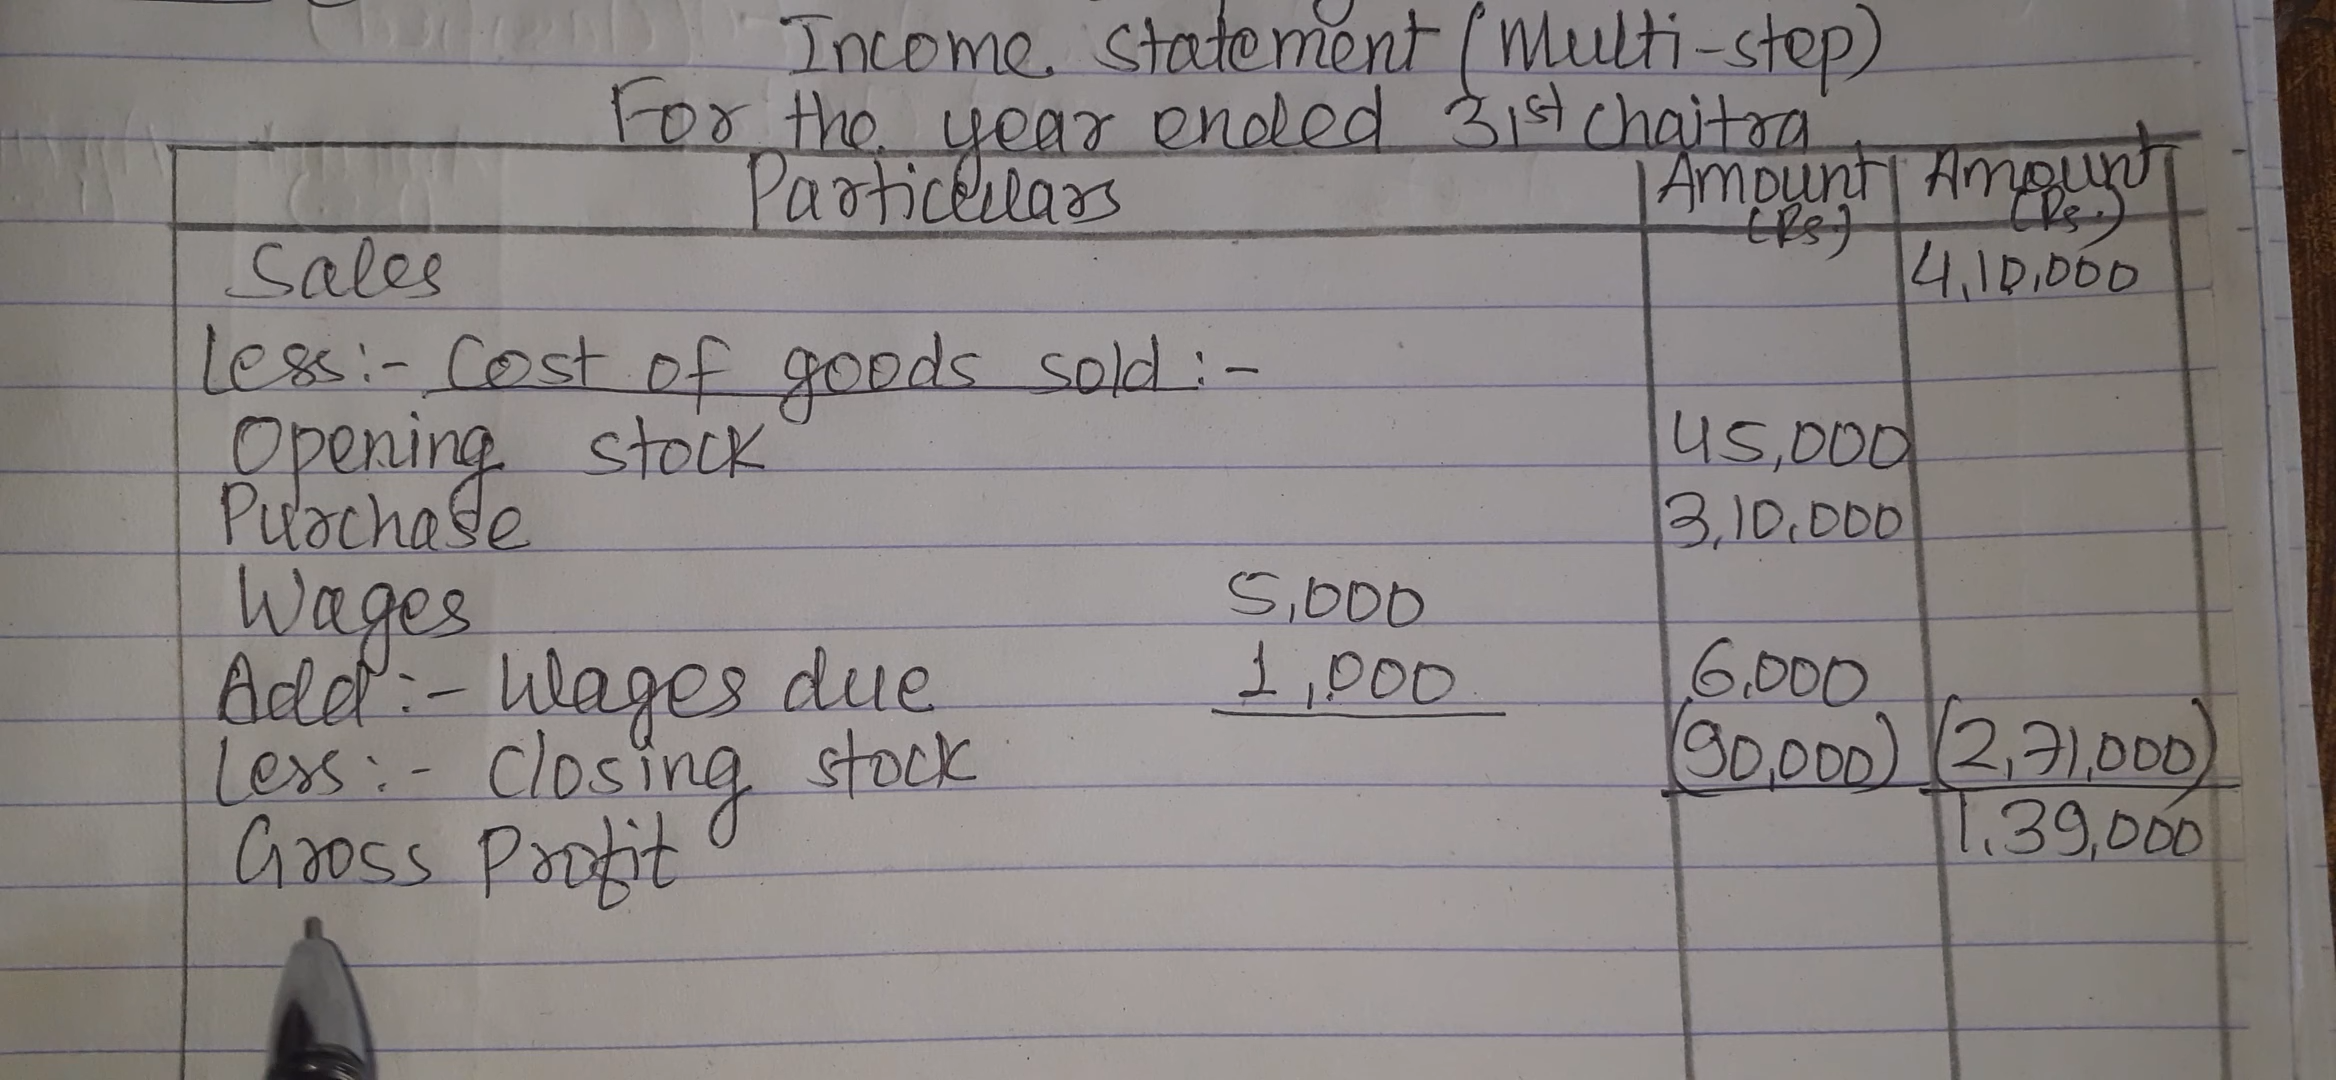 Income Statement (Multi-step)
For the year ended 31st chaitra
Particulars Amount (Rs.) Amount (Rs.)
Sales 4,10,000
Less:- Cost of goods sold:-
Opening stock 45,000
Purchase 3,10,000
Wages 5,000
Add:- Wages due 1,000 6,000
Less:- Closing stock (90,000) (2,71,000)
Gross Profit 1,39,000